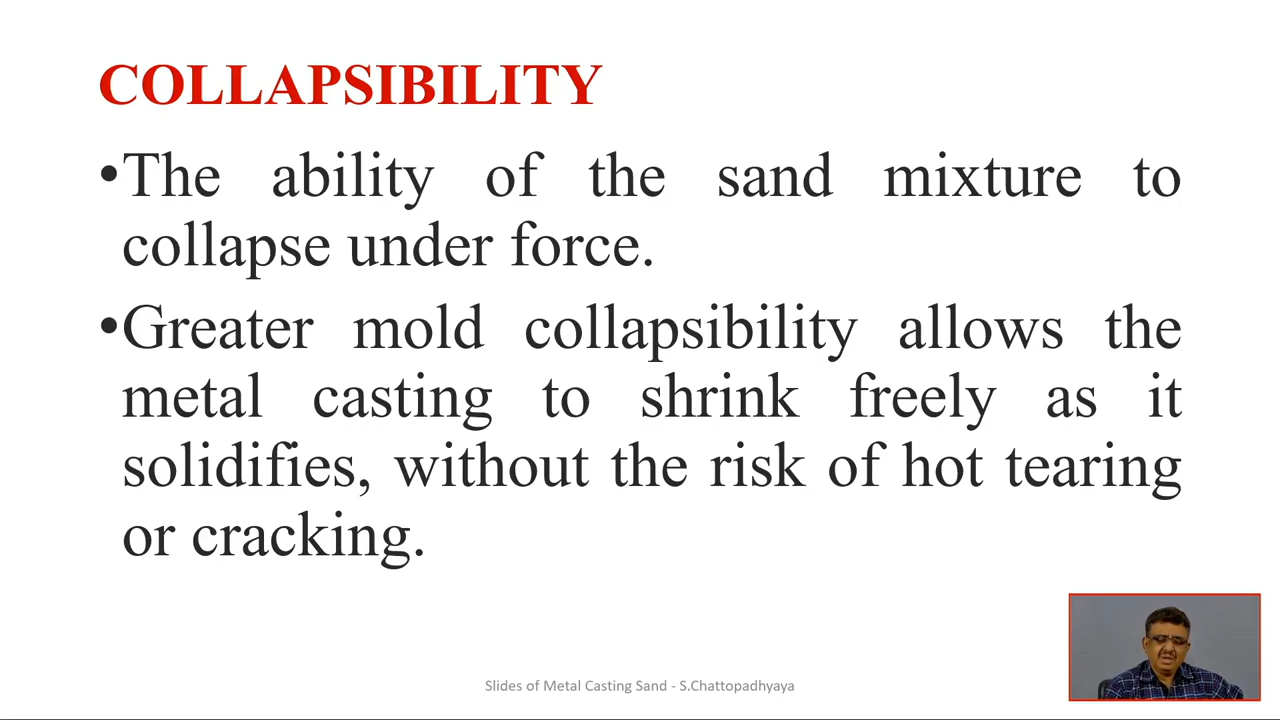 COLLAPSIBILITY
•The ability of the sand mixture to
collapse under force.
•Greater mold collapsibility allows the
metal casting to shrink freely as it
solidifies, without the risk of hot tearing
or cracking.
Slides of Metal Casting Sand - S.Chattopadhyaya